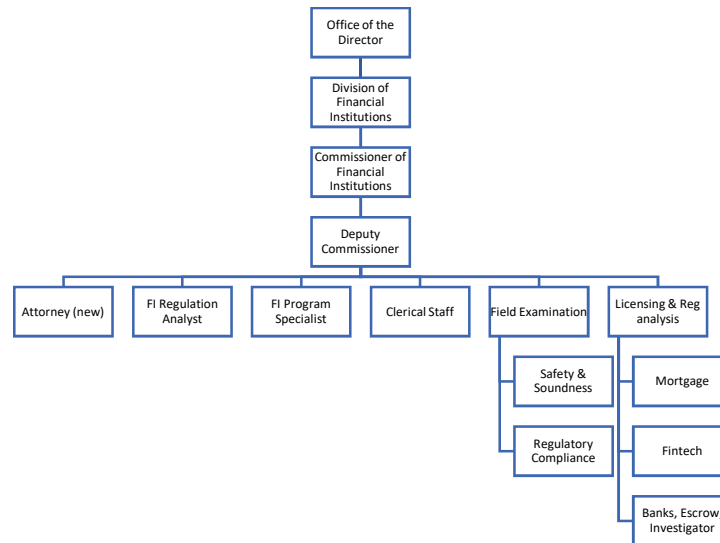 Office of the
Director
Division of
Financial
Institutions
Commissioner of
Financial
Institutions
Deputy
Commissioner
Attorney (new)
FI Regulation
Analyst
FI Program
Specialist
Clerical Staff
Field Examination
Licensing & Reg
analysis
Safety &
Soundness
Regulatory
Compliance
Mortgage
Fintech
Banks, Escrow,
Investigator